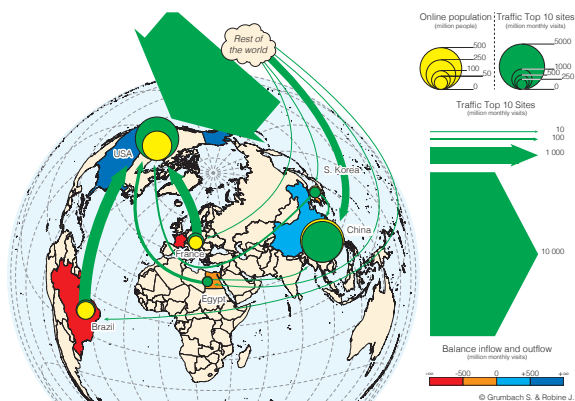 Rest of
the world
USA
S. Korea
China
France
Egypt
Brazil
Online population
(million people)
500
250
100
50
0
Traffic Top 10 sites
(million monthly visits)
5000
1000
500
250
0
Traffic Top 10 Sites
(million monthly visits)
10
100
1 000
10 000
Balance inflow and outflow
(million monthly visits)
-∞ -500 0 +500 +∞
© Grumbach S. & Robine J.